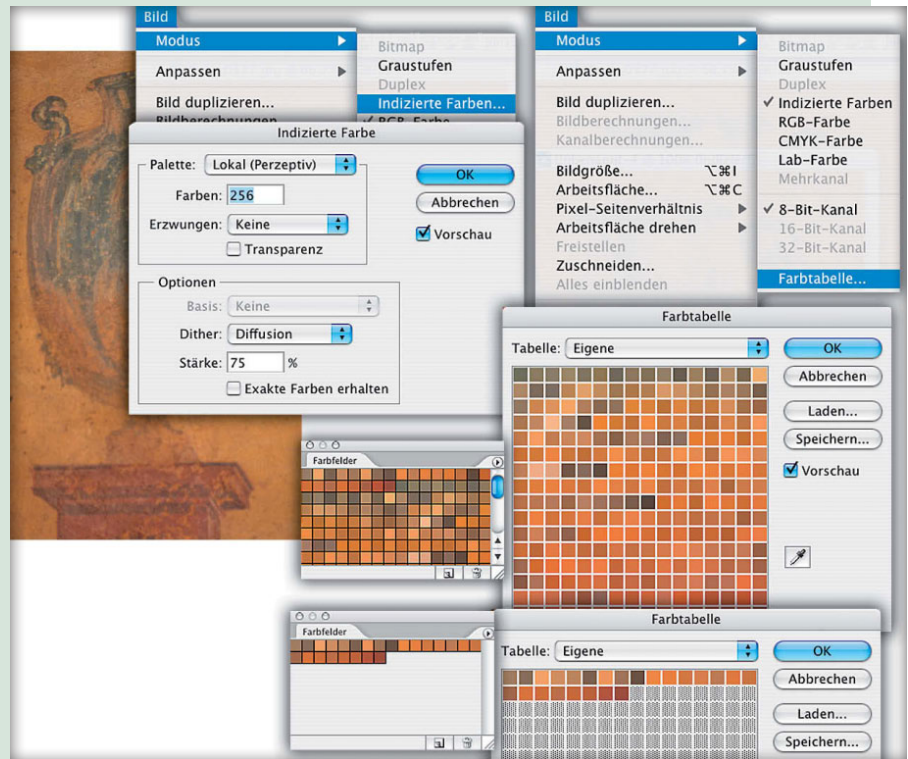 Bild
Modus
Anpassen
Bild duplizieren...
Bildberechnungen
Bitmap
Graustufen
Duplex
Indizierte Farben...
✓ RGB-Farbe
Indizierte Farbe
Palette: Lokal (Perzeptiv)
Farben: 256
Erzwungen: Keine
Transparenz
OK
Abbrechen
Vorschau
Optionen
Basis: Keine
Dither: Diffusion
Stärke: 75 %
Exakte Farben erhalten
Bild
Modus
Anpassen
Bild duplizieren...
Bildberechnungen...
Kanalberechnungen...
Bildgröße... ⌥⌘I
Arbeitsfläche... ⌥⌘C
Pixel-Seitenverhältnis
Arbeitsfläche drehen
Freistellen
Zuschneiden...
Alles einblenden
Bitmap
Graustufen
Duplex
✓ Indizierte Farben
RGB-Farbe
CMYK-Farbe
Lab-Farbe
Mehrkanal
✓ 8-Bit-Kanal
16-Bit-Kanal
32-Bit-Kanal
Farbtabelle...
Farbtabelle
Tabelle: Eigene
OK
Abbrechen
Laden...
Speichern...
Vorschau
Farbfelder
Farbfelder
Farbtabelle
Tabelle: Eigene
OK
Abbrechen
Laden...
Speichern...